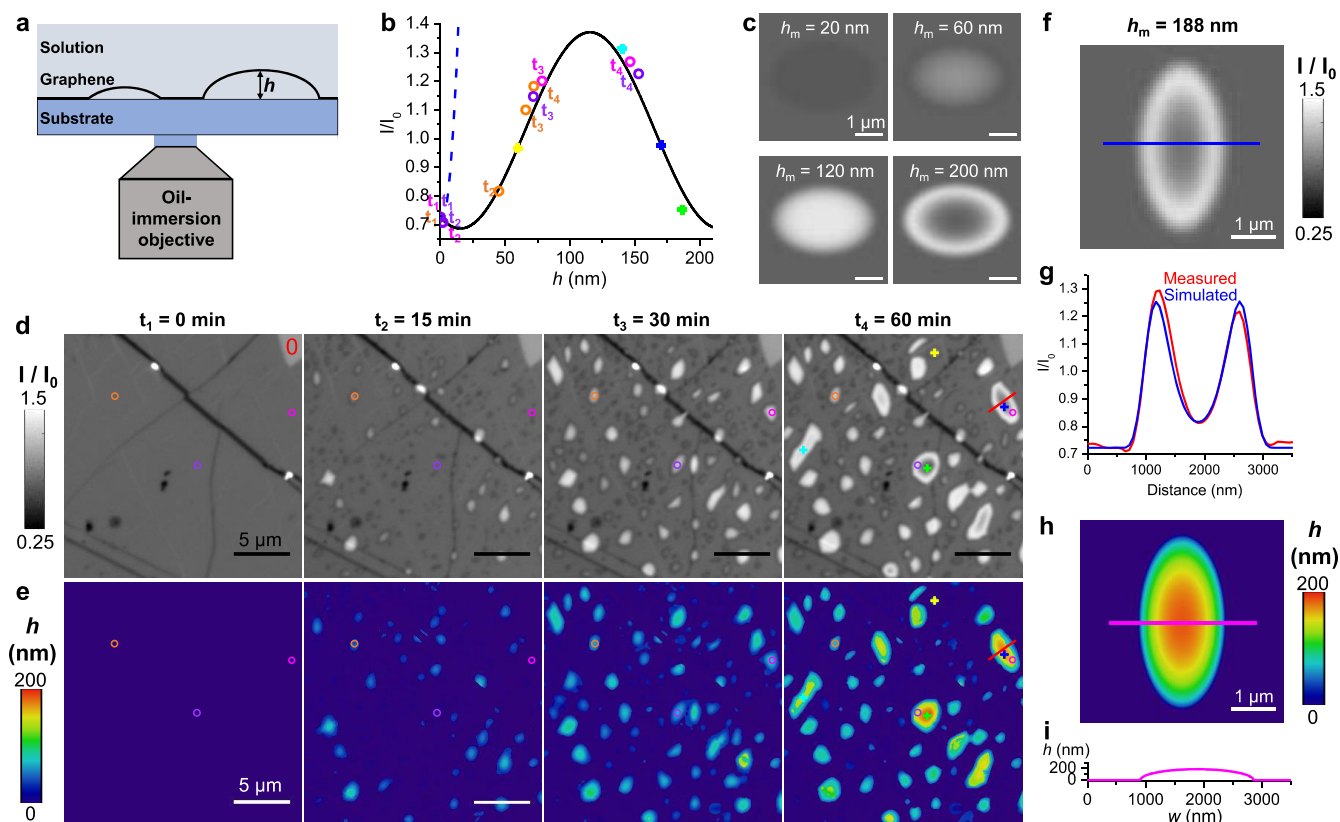 a
Solution
Graphene
h
Substrate
Oil-
immersion
objective
b
1.4
1.3
1.2
1.1
1.0
0.9
0.8
0.7
I/I0
0
50
100
150
200
h (nm)
t1
t1
t1
t2
t2
t2
t3
t4
t3
t3
t4
t4
c
hm = 20 nm
hm = 60 nm
1 µm
hm = 120 nm
hm = 200 nm
f
hm = 188 nm
1 µm
I / I0
1.5
0.25
d
t1 = 0 min
t2 = 15 min
t3 = 30 min
t4 = 60 min
I / I0
1.5
0.25
0
5 µm
g
Measured
Simulated
1.3
1.2
1.1
1.0
0.9
0.8
0.7
I/I0
0
1000
2000
3000
Distance (nm)
e
h
(nm)
200
0
5 µm
h
1 µm
h
(nm)
200
0
i
h (nm)
200
0
0
1000
2000
3000
w (nm)